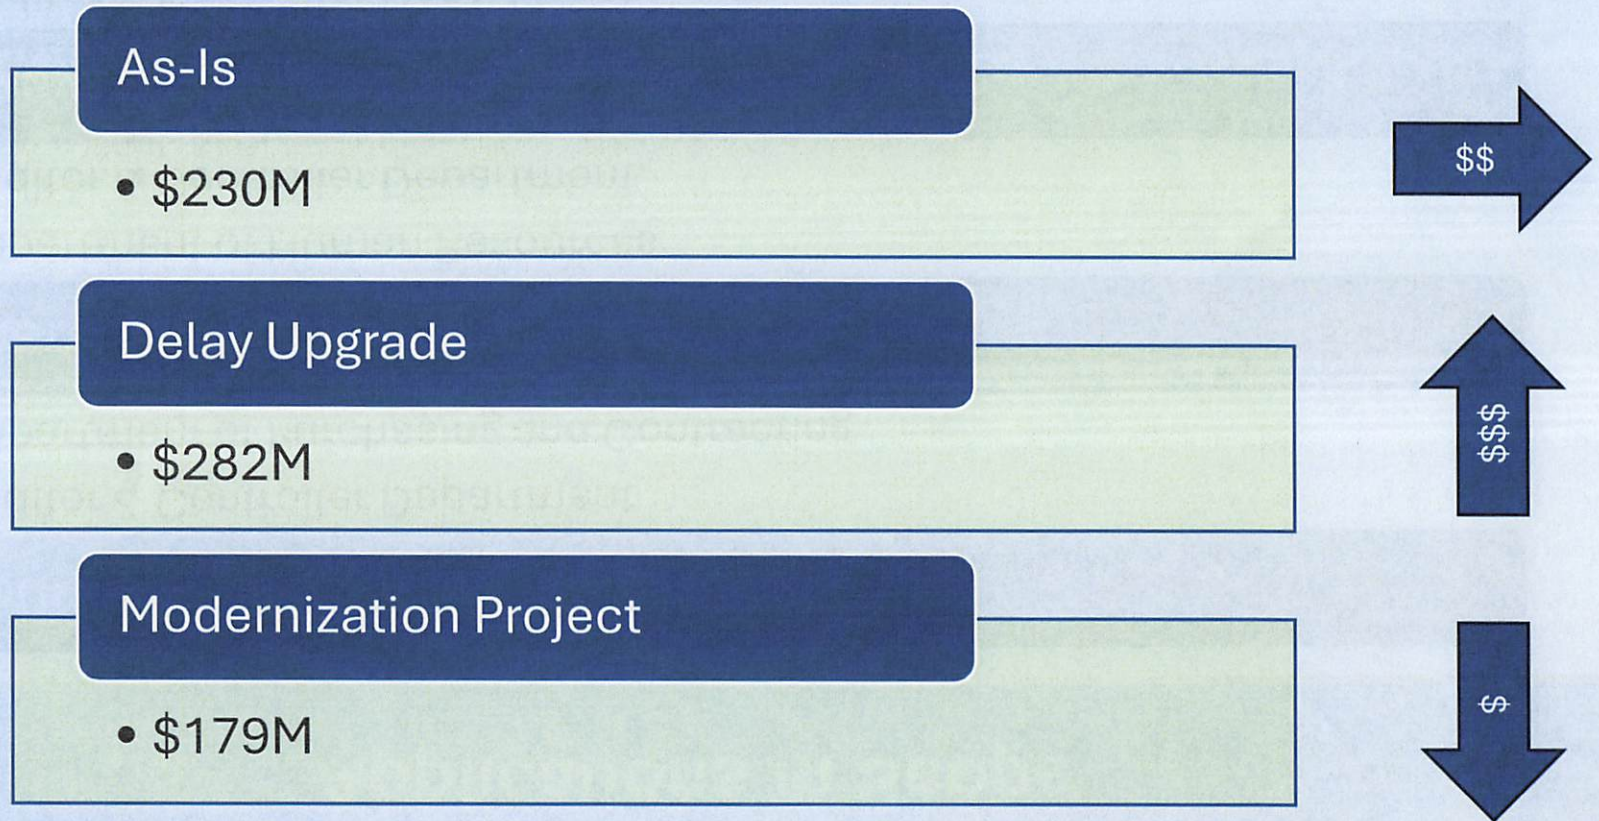 As-Is
• $230M
$$
Delay Upgrade
• $282M
$$$
Modernization Project
• $179M
$